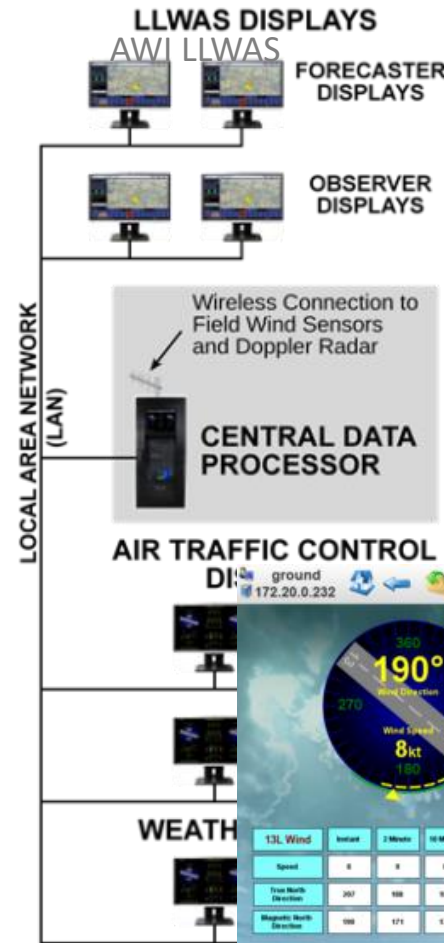 LLWAS DISPLAYS
AWI LLWAS
FORECASTER
DISPLAYS
OBSERVER
DISPLAYS
Wireless Connection to
Field Wind Sensors
and Doppler Radar
CENTRAL DATA
PROCESSOR
LOCAL AREA NETWORK
(LAN)
AIR TRAFFIC CONTROL
ground
172.20.0.232
360
190°
Wind Direction
270
Wind Speed
8kt
180
13L Wind Instant 2 Minute
Speed
True North
Direction
Magnetic North
Direction 171